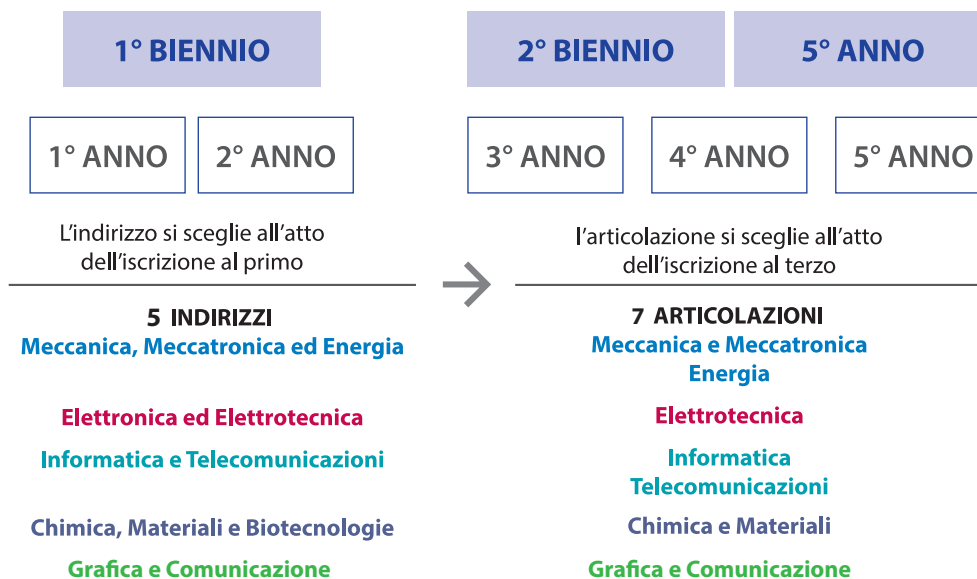 1° BIENNIO
2° BIENNIO
5° ANNO
1° ANNO
2° ANNO
3° ANNO
4° ANNO
5° ANNO
L'indirizzo si sceglie all'atto
dell'iscrizione al primo
l'articolazione si sceglie all'atto
dell'iscrizione al terzo
5 INDIRIZZI
Meccanica, Meccatronica ed Energia
Elettronica ed Elettrotecnica
Informatica e Telecomunicazioni
Chimica, Materiali e Biotecnologie
Grafica e Comunicazione
7 ARTICOLAZIONI
Meccanica e Meccatronica
Energia
Elettrotecnica
Informatica
Telecomunicazioni
Chimica e Materiali
Grafica e Comunicazione